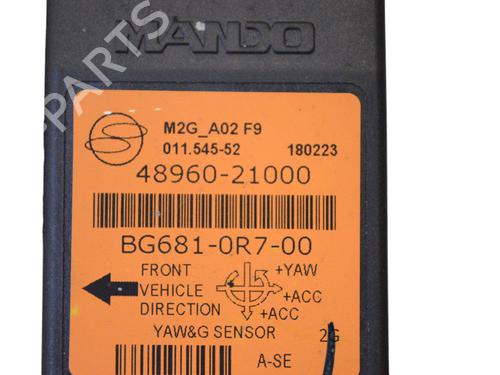 MANDO
PARTS
M2G_A02 F9
011.545-52 180223
48960-21000
BG681-0R7-00
FRONT +YAW
VEHICLE +ACC
DIRECTION +ACC
YAW&G SENSOR 2G
A-SE